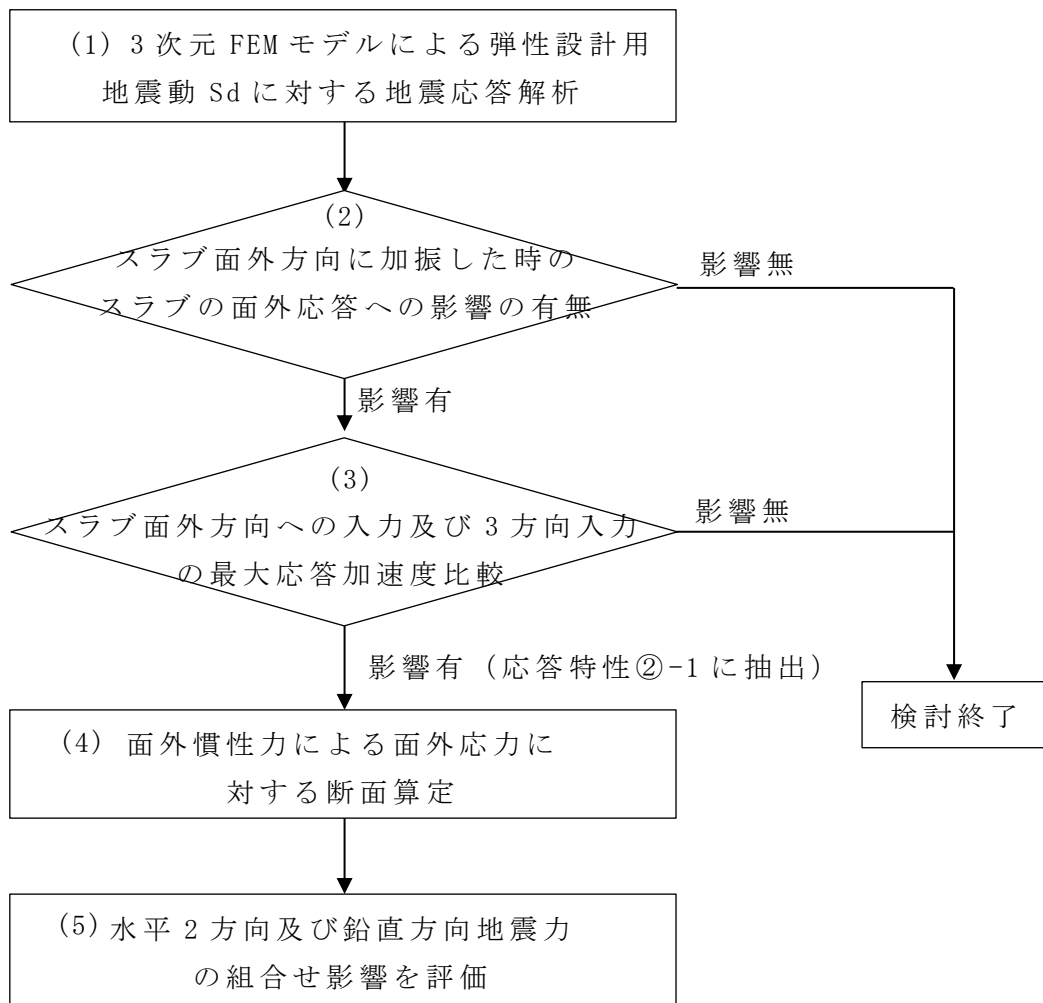 (1) 3次元 FEM モデルによる弾性設計用
地震動 Sd に対する地震応答解析
(2)
スラブ面外方向に加振した時の
スラブの面外応答への影響の有無
影響無
影響有
(3)
スラブ面外方向への入力及び 3 方向入力
の最大応答加速度比較
影響無
影響有（応答特性②-1 に抽出）
検討終了
(4) 面外慣性力による面外応力に
対する断面算定
(5) 水平 2 方向及び鉛直方向地震力
の組合せ影響を評価